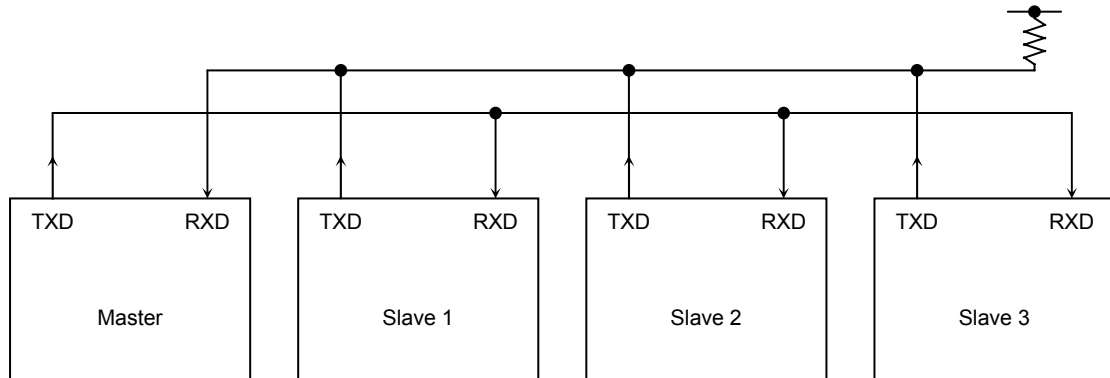 TXD RXD TXD RXD TXD RXD TXD RXD
Master Slave 1 Slave 2 Slave 3